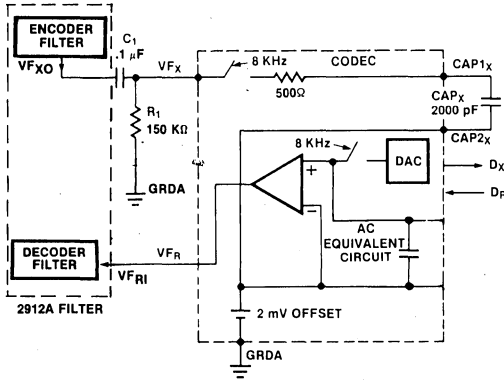 ENCODER
FILTER
VFXO
C1
.1 µF
VFX
8 KHz
CODEC
CAP1X
500Ω
CAPX
2000 pF
R1
150 KΩ
CAP2X
GRDA
8 KHz
DAC
DX
+
−
AC
EQUIVALENT
CIRCUIT
DECODER
FILTER
VFR
VFRI
2912A FILTER
2 mV OFFSET
GRDA